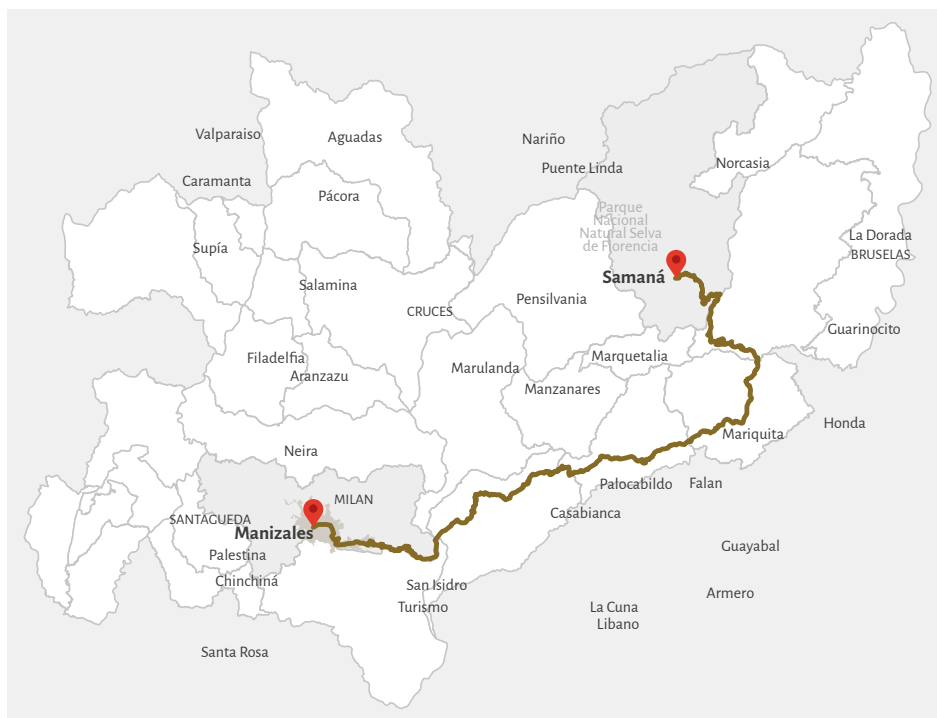 Valparaiso
Aguadas
Nariño
Puente Linda
Norcasia
Caramanta
Pácora
Parque
Nacional
Natural Selva
de Florencia
Supía
La Dorada
BRUSELAS
Samaná
Salamina
Pensilvania
CRUCES
Guarinocito
Filadelfia
Aranzazu
Marulanda
Marquetalia
Manzanares
Neira
Mariquita
Honda
Palocabildo
Falan
MILAN
SANTAGUEDA
Manizales
Casabianca
Palestina
Guayabal
Chinchiná
San Isidro
Turismo
Armero
La Cuna
Libano
Santa Rosa